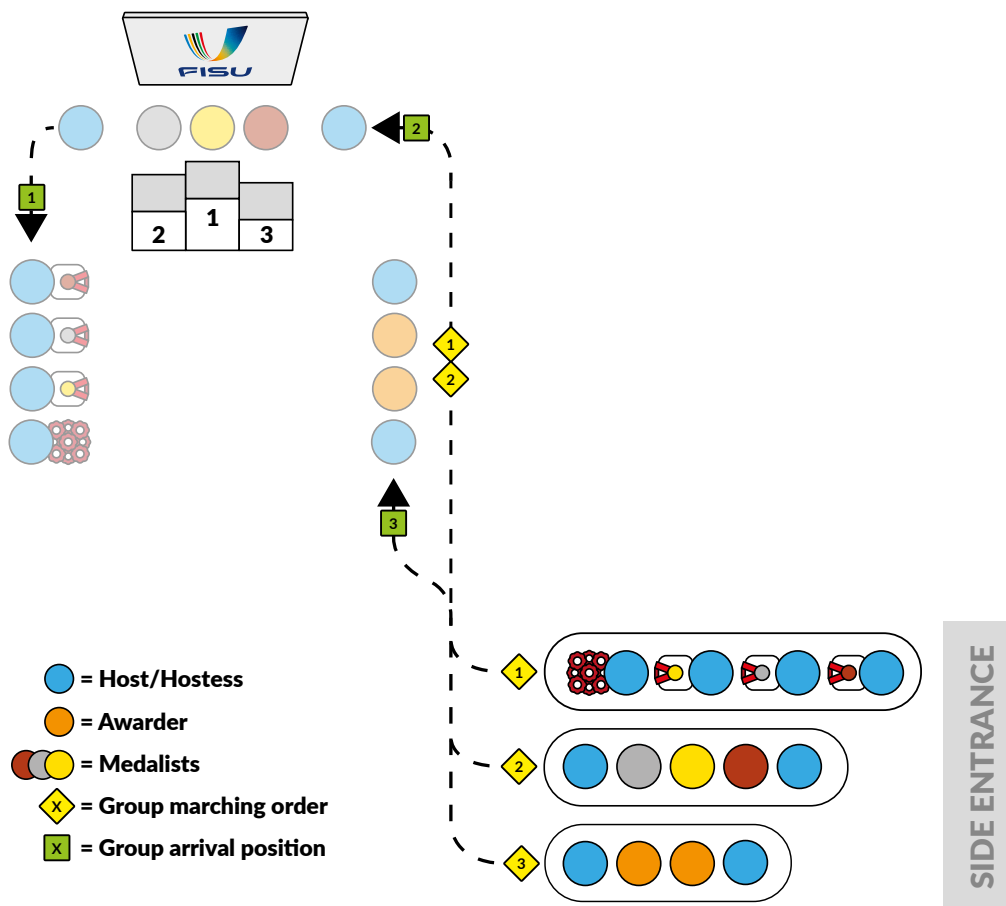 FISU
2
1
1
2
3
1
2
3
1
= Host/Hostess
= Awarder
2
= Medalists
X = Group marching order
3
X = Group arrival position
SIDE ENTRANCE